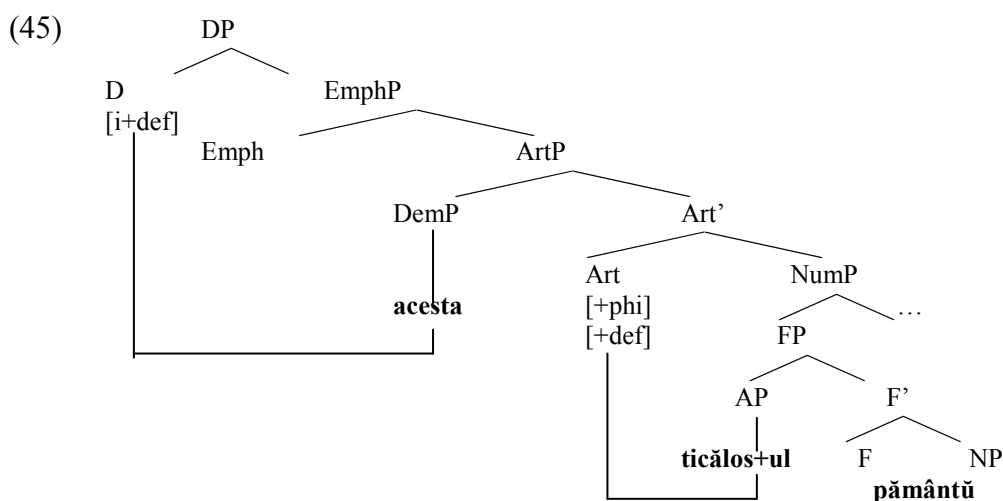 (45) DP
D EmphP
[i+def]
Emph ArtP
DemP Art’
Art NumP
acesta [+phi] …
[+def] FP
AP F’
ticălos+ul F NP
pământŭ